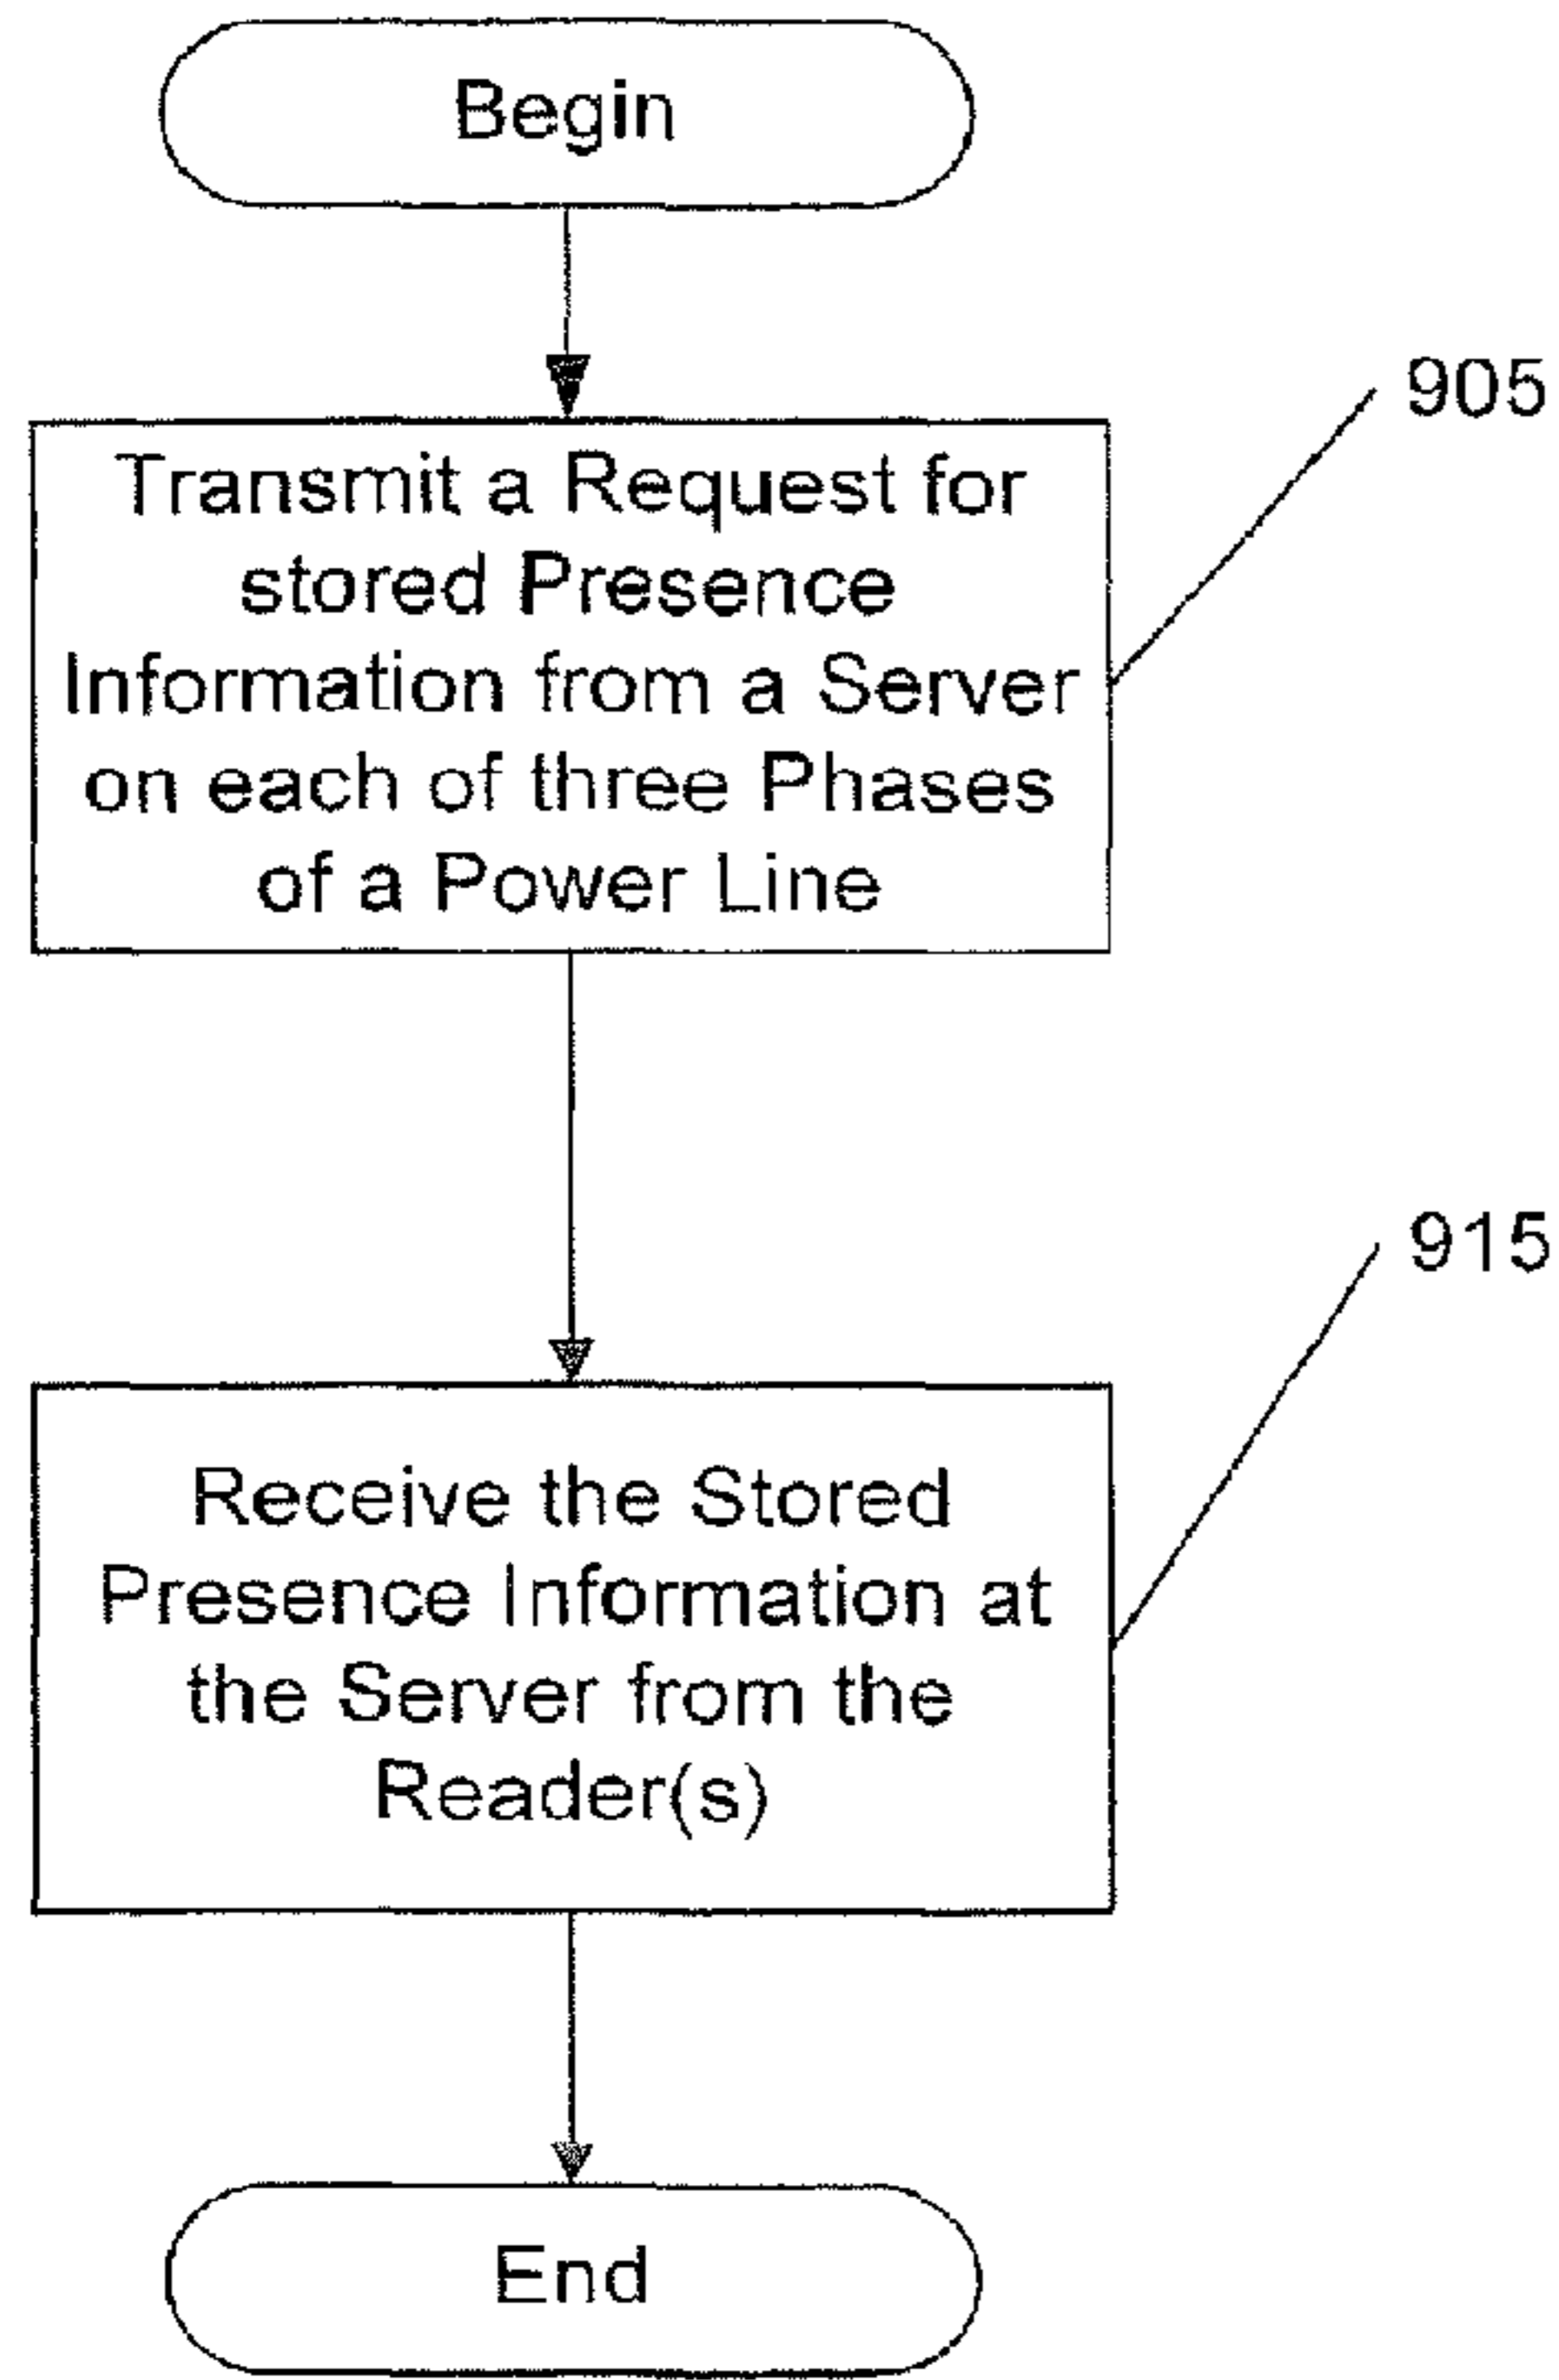 Begin
905
Transmit a Request for
stored Presence
Information from a Server
on each of three Phases
of a Power Line
915
Receive the Stored
Presence Information at
the Server from the
Reader(s)
End